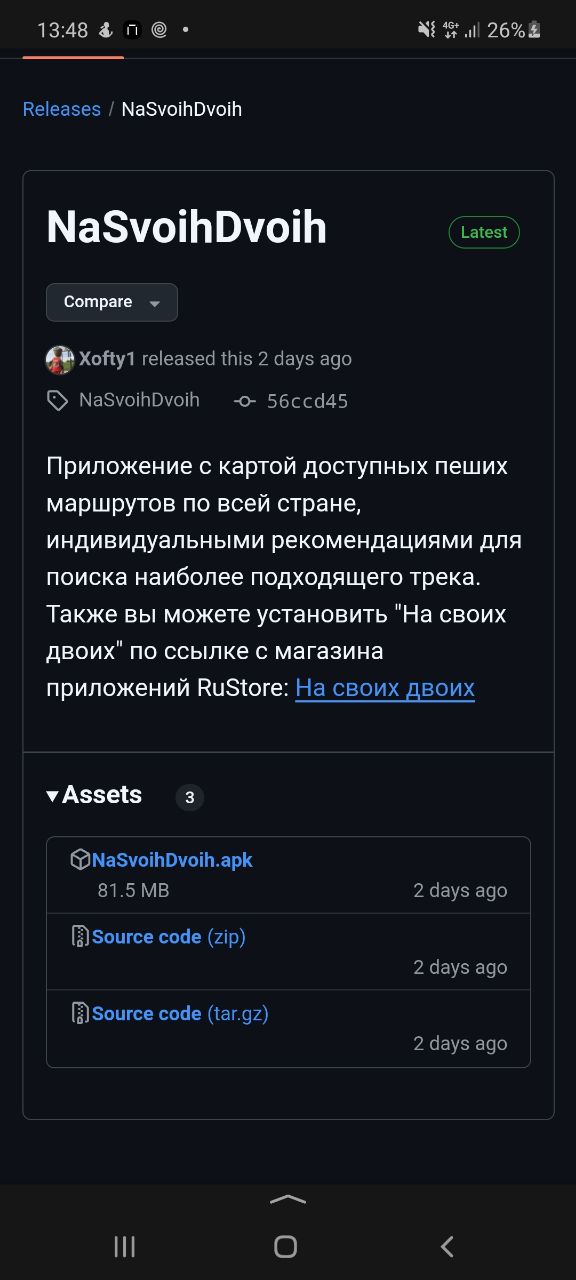 13:48 4G+ 26%
Releases / NaSvoihDvoih
NaSvoihDvoih Latest
Compare
Xofty1 released this 2 days ago
NaSvoihDvoih 56ccd45
Приложение с картой доступных пеших
маршрутов по всей стране,
индивидуальными рекомендациями для
поиска наиболее подходящего трека.
Также вы можете установить "На своих
двоих" по ссылке с магазина
приложений RuStore: На своих двоих
Assets 3
NaSvoihDvoih.apk
81.5 MB 2 days ago
Source code (zip)
2 days ago
Source code (tar.gz)
2 days ago